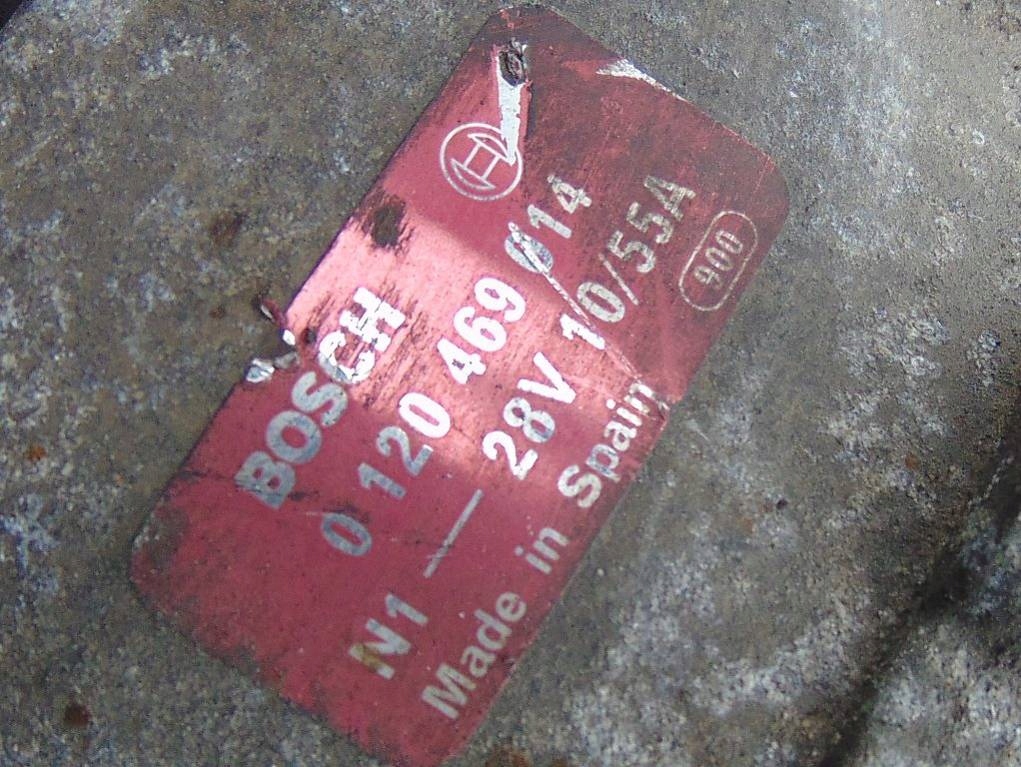 BOSCH
0 120 469 014
N1 — 28V 10/55A
Made in Spain
900